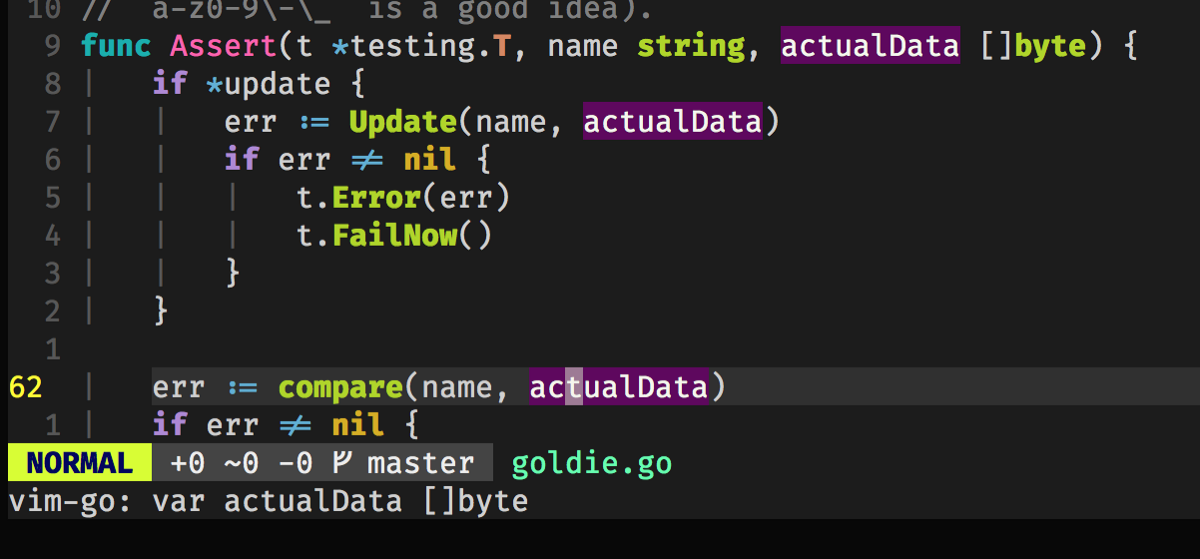 10 // `a-z0-9\-\_` is a good idea).
9 func Assert(t *testing.T, name string, actualData []byte) {
8 | if *update {
7 | | err := Update(name, actualData)
6 | | if err ≠ nil {
5 | | | t.Error(err)
4 | | | t.FailNow()
3 | | }
2 | }
1
62 | err := compare(name, actualData)
1 | if err ≠ nil {
NORMAL +0 ~0 -0 master goldie.go
vim-go: var actualData []byte